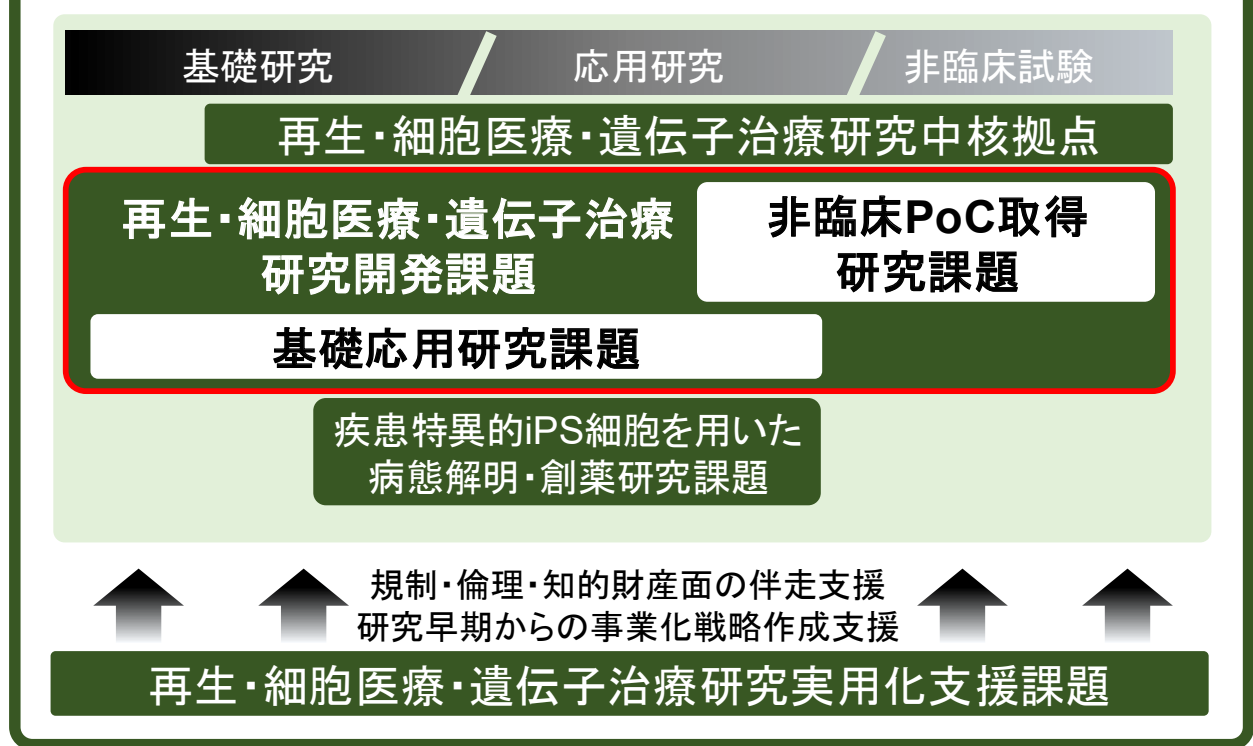 基礎研究
応用研究
非臨床試験
再生・細胞医療・遺伝子治療研究中核拠点
再生・細胞医療・遺伝子治療
研究開発課題
非臨床PoC取得
研究課題
基礎応用研究課題
疾患特異的iPS細胞を用いた
病態解明・創薬研究課題
規制・倫理・知的財産面の伴走支援
研究早期からの事業化戦略作成支援
再生・細胞医療・遺伝子治療研究実用化支援課題